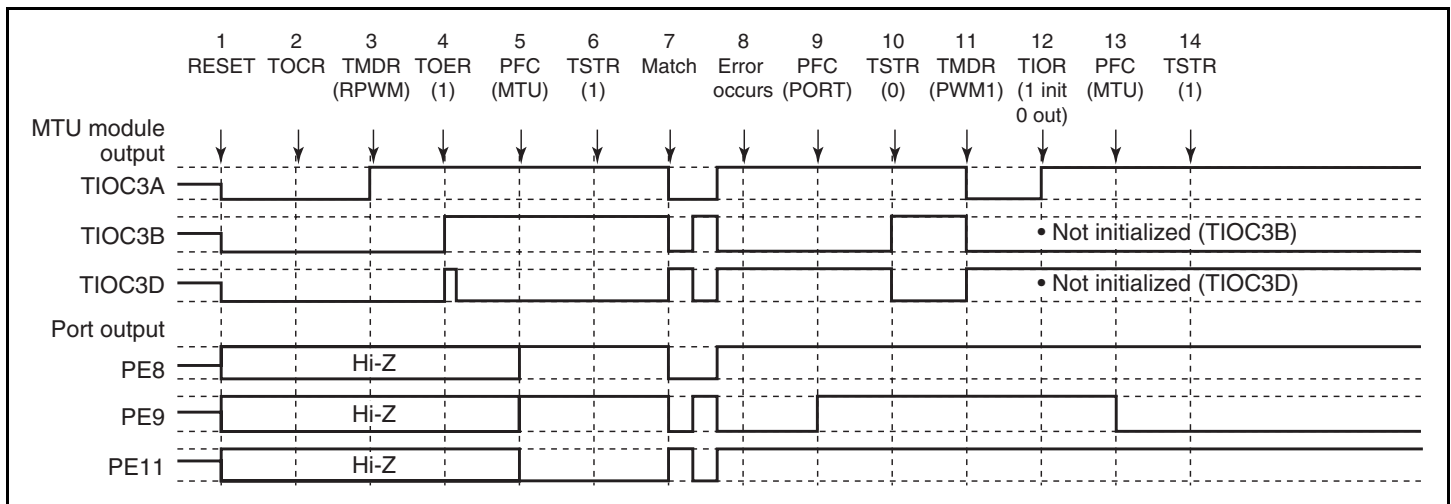 1 2 3 4 5 6 7 8 9 10 11 12 13 14
RESET TOCR TMDR TOER PFC TSTR Match Error PFC TSTR TMDR TIOR PFC TSTR
(RPWM) (1) (MTU) (1) occurs (PORT) (0) (PWM1) (1 init (MTU) (1)
0 out)
MTU module
output
TIOC3A
TIOC3B • Not initialized (TIOC3B)
TIOC3D • Not initialized (TIOC3D)
Port output
PE8 Hi-Z
PE9 Hi-Z
PE11 Hi-Z